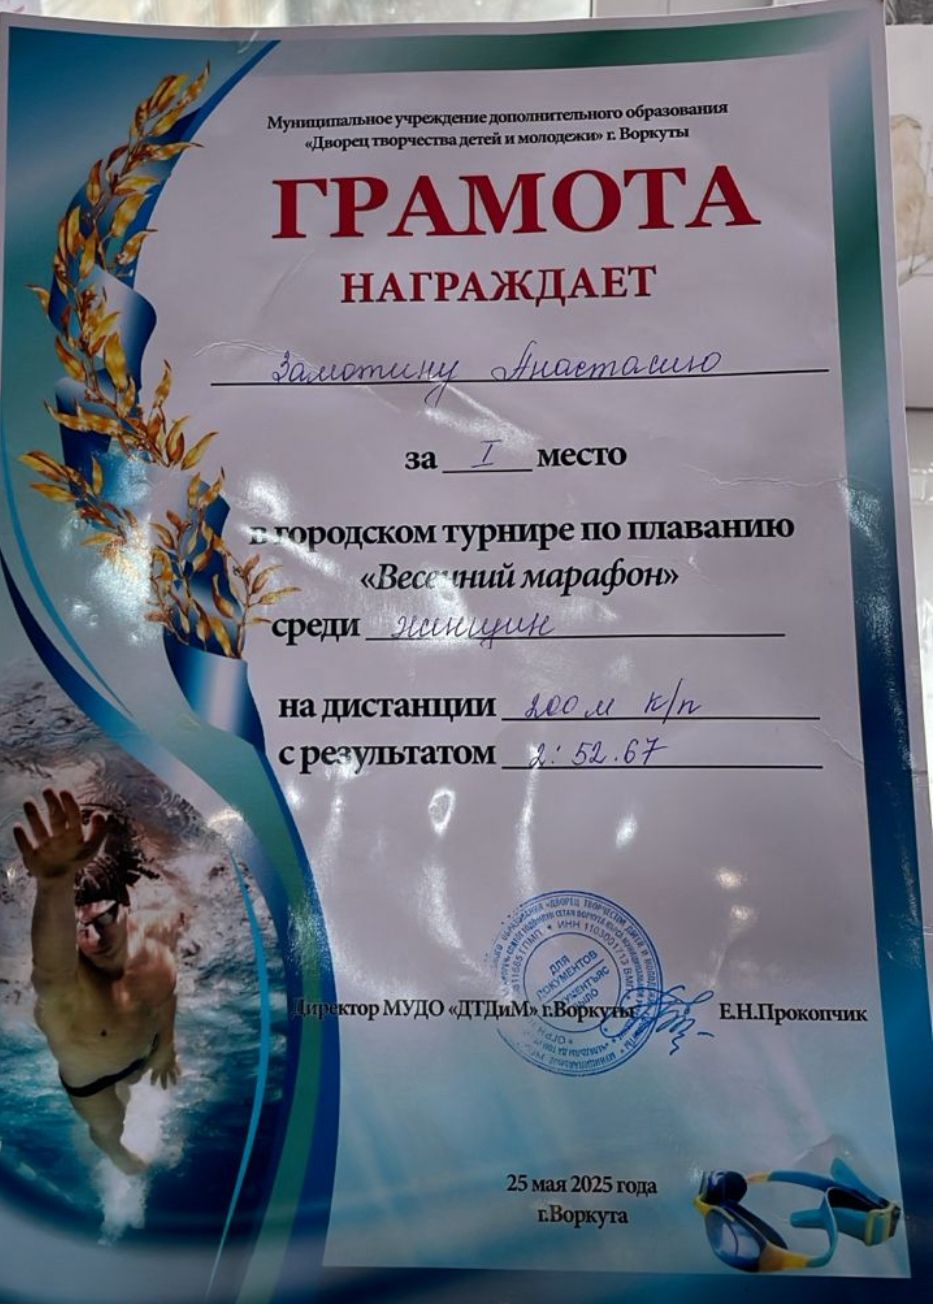 Муниципальное учреждение дополнительного образования
«Дворец творчества детей и молодежи» г. Воркуты
ГРАМОТА
НАГРАЖДАЕТ
Замотину Анастасию
за I место
в городском турнире по плаванию
«Весенний марафон»
среди женщин
на дистанции 200 м к/п
с результатом 2:52.67
ДЛЯ
ДОКУМЕНТОВ
Директор МУДО «ДТДиМ» г.Воркуты Е.Н.Прокопчик
25 мая 2025 года
г.Воркута